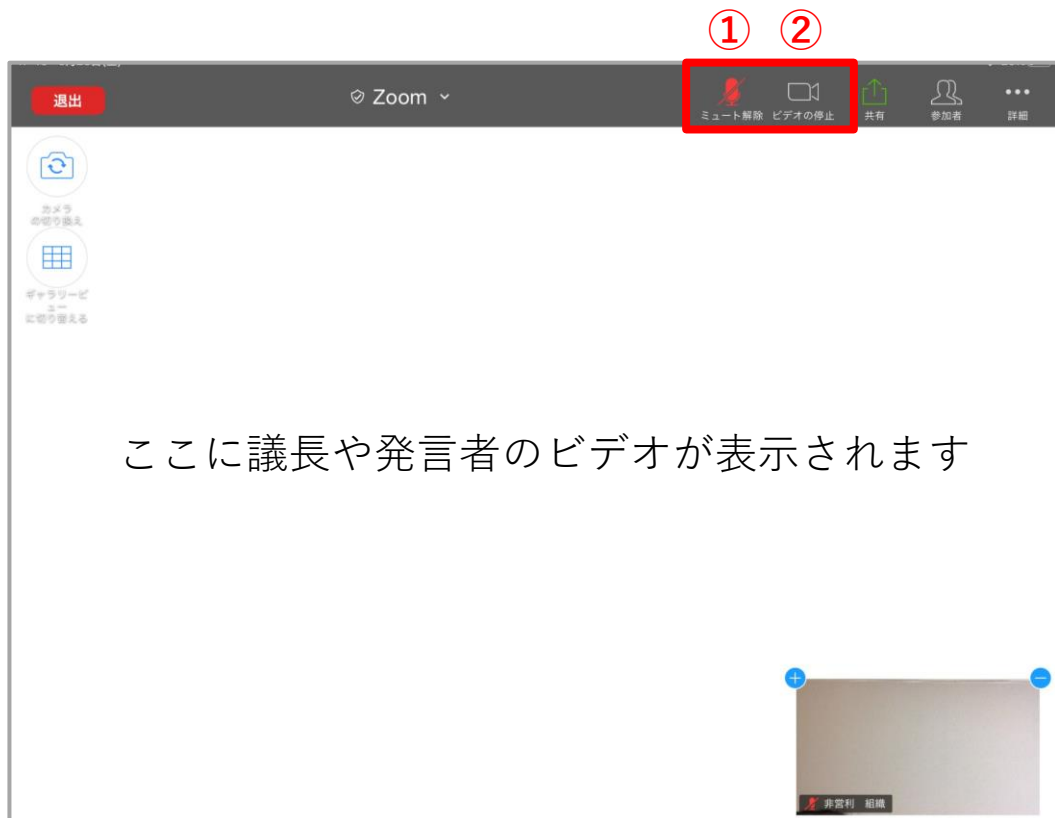 ① ②
退出
Zoom
ミュート解除 ビデオの停止 共有 参加者 詳細
カメラ
の切り換え
ギャラリービ
ュー
に切り替える
ここに議長や発言者のビデオが表示されます
非営利 組織